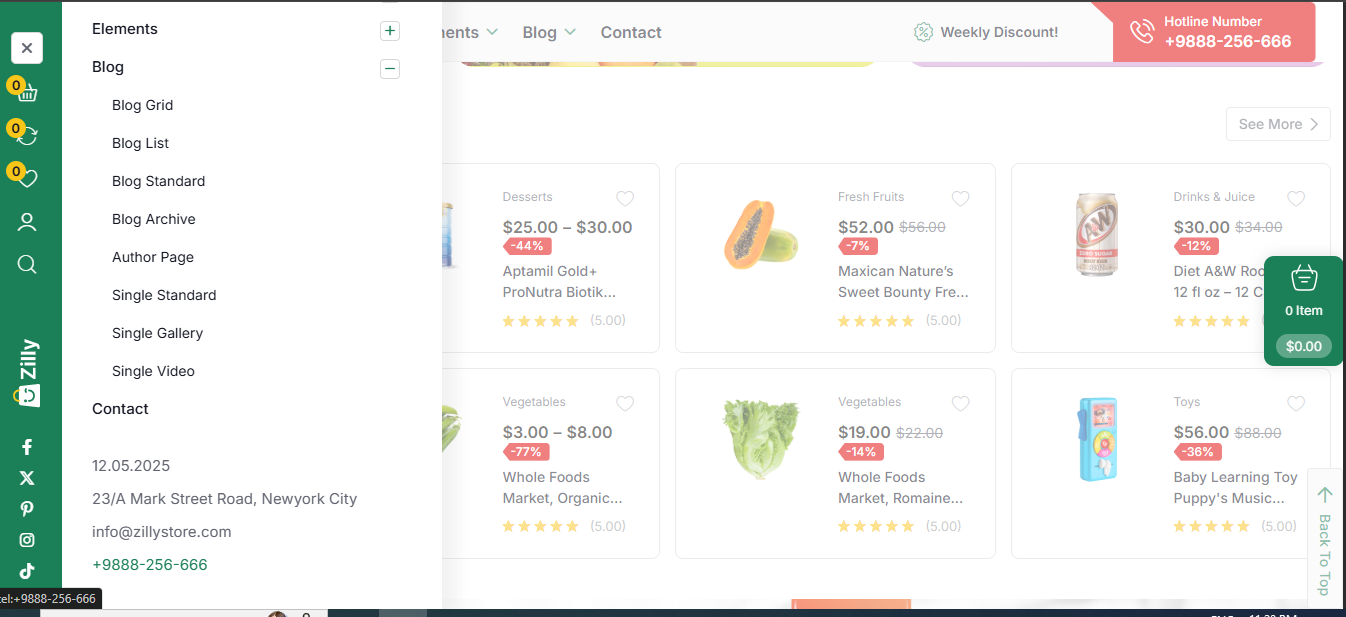 0
0
0
Zilly
Elements
+
Blog
−
Blog Grid
Blog List
Blog Standard
Blog Archive
Author Page
Single Standard
Single Gallery
Single Video
Contact
12.05.2025
23/A Mark Street Road, Newyork City
info@zillystore.com
+9888-256-666
tel:+9888-256-666
ments
Blog
Contact
Weekly Discount!
Hotline Number
+9888-256-666
See More
Desserts
$25.00 – $30.00
-44%
Aptamil Gold+
ProNutra Biotik...
(5.00)
Fresh Fruits
$52.00 $56.00
-7%
Maxican Nature’s
Sweet Bounty Fre...
(5.00)
A&W
ZERO SUGAR
Drinks & Juice
$30.00 $34.00
-12%
Diet A&W Roo
12 fl oz – 12 C
0 Item
$0.00
Vegetables
$3.00 – $8.00
-77%
Whole Foods
Market, Organic...
(5.00)
Vegetables
$19.00 $22.00
-14%
Whole Foods
Market, Romaine...
(5.00)
Toys
$56.00 $88.00
-36%
Baby Learning Toy
Puppy's Music...
(5.00)
Back To Top